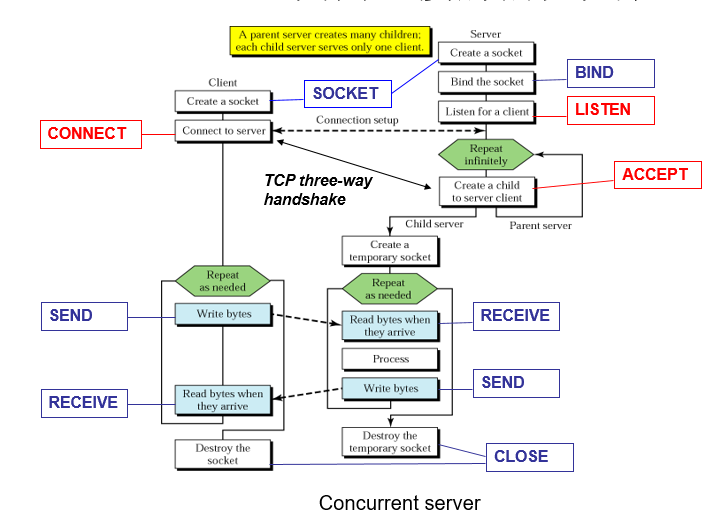 A parent server creates many children;
each child server serves only one client.
Server
Create a socket
Bind the socket
BIND
Client
SOCKET
Create a socket
Listen for a client
LISTEN
CONNECT
Connect to server
Connection setup
Repeat
infinitely
TCP three-way
handshake
Create a child
to server client
ACCEPT
Child server
Parent server
Create a
temporary socket
Repeat
as needed
Repeat
as needed
SEND
Write bytes
Read bytes when
they arrive
RECEIVE
Process
RECEIVE
Read bytes when
they arrive
Write bytes
SEND
Destroy the
socket
Destroy the
temporary socket
CLOSE
Concurrent server